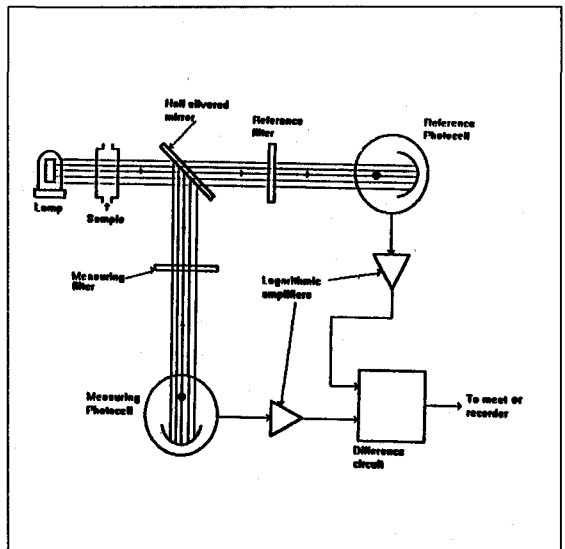 Half silvered
mirror
Reference
filter
Reference
Photocell
Lamp
Sample
Measuring
filter
Logarithmic
amplifiers
Measuring
Photocell
To meet or
recorder
Difference
circuit